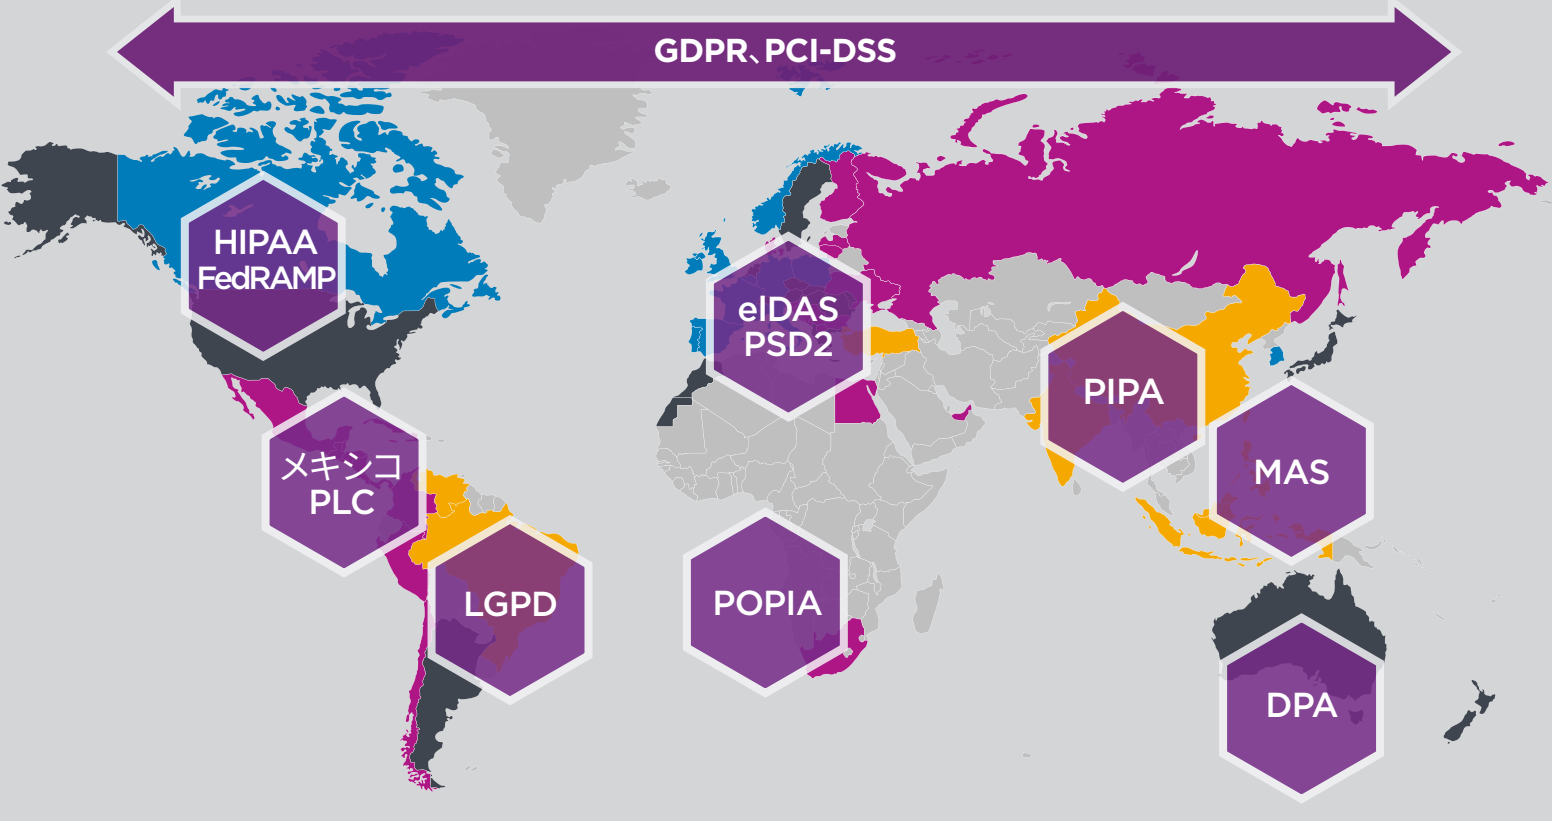 GDPR、PCI-DSS
HIPAA
FedRAMP
eIDAS
PSD2
PIPA
メキシコ
PLC
MAS
LGPD
POPIA
DPA